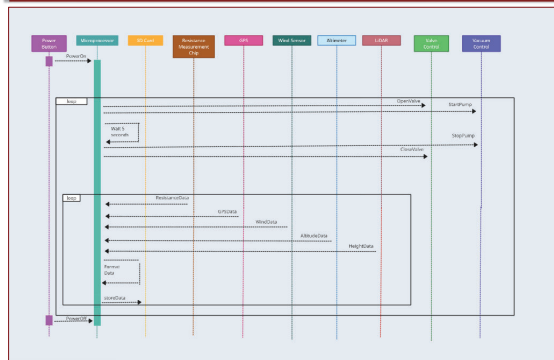 Power
Button
Microprocessor
SD Card
Resistance
Measurement
Chip
GPS
Wind Sensor
Altimeter
LiDAR
Valve
Control
Vacuum
Control
PowerOn
loop
OpenValve
StartPump
Wait 5
seconds
StopPump
CloseValve
loop
ResistanceData
GPSdata
WindData
AltitudeData
HeightData
Format
Data
storeData
PowerOff